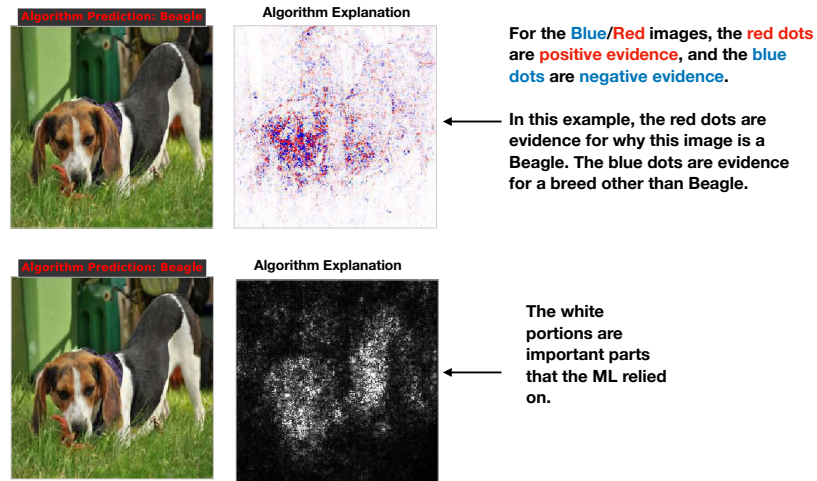 Algorithm Prediction: Beagle
Algorithm Explanation
For the Blue/Red images, the red dots
are positive evidence, and the blue
dots are negative evidence.
In this example, the red dots are
evidence for why this image is a
Beagle. The blue dots are evidence
for a breed other than Beagle.
Algorithm Prediction: Beagle
Algorithm Explanation
The white
portions are
important parts
that the ML relied
on.